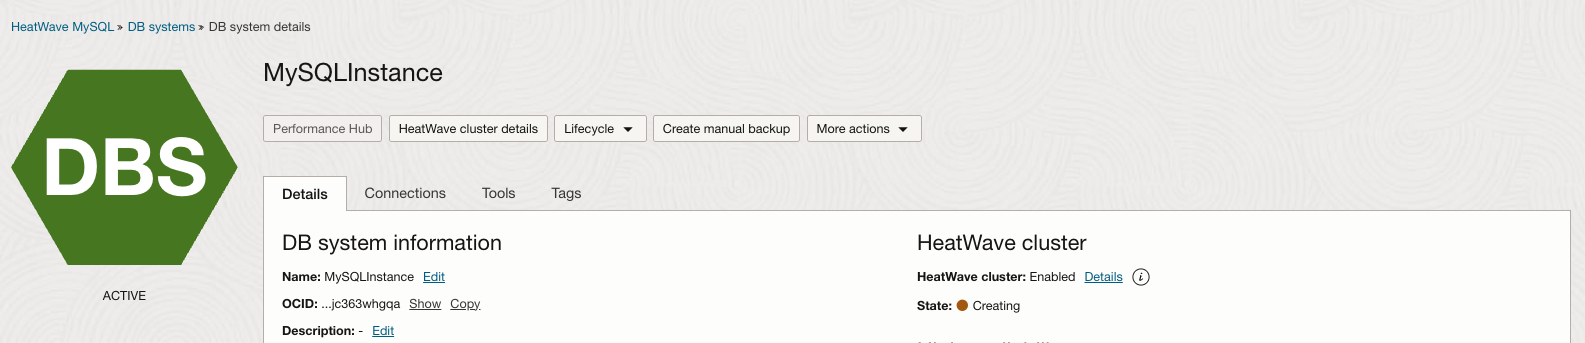 HeatWave MySQL » DB systems » DB system details
DBS
ACTIVE
MySQLInstance
Performance Hub
HeatWave cluster details
Lifecycle
Create manual backup
More actions
Details
Connections
Tools
Tags
DB system information
Name: MySQLInstance Edit
OCID: ...jc363whgqa Show Copy
Description: - Edit
HeatWave cluster
HeatWave cluster: Enabled Details i
State: Creating